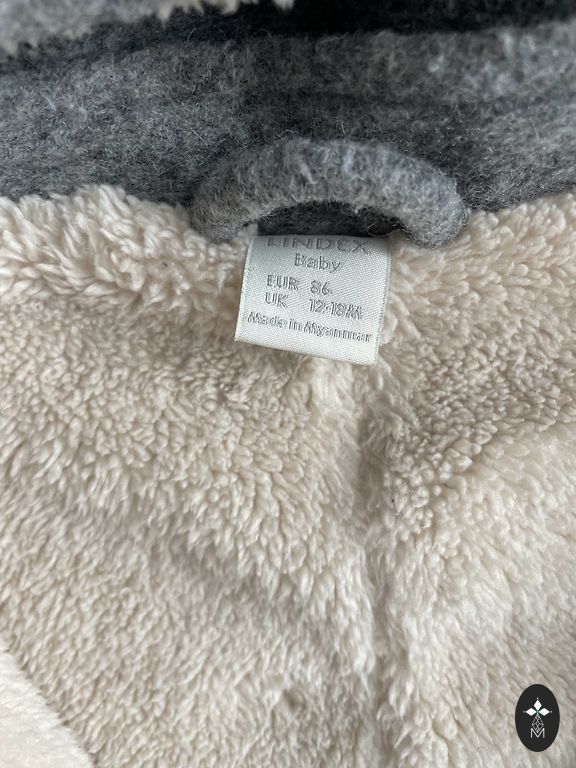 LINDEX
Baby
EUR 86
UK 12-18M
Made in Myanmar
M